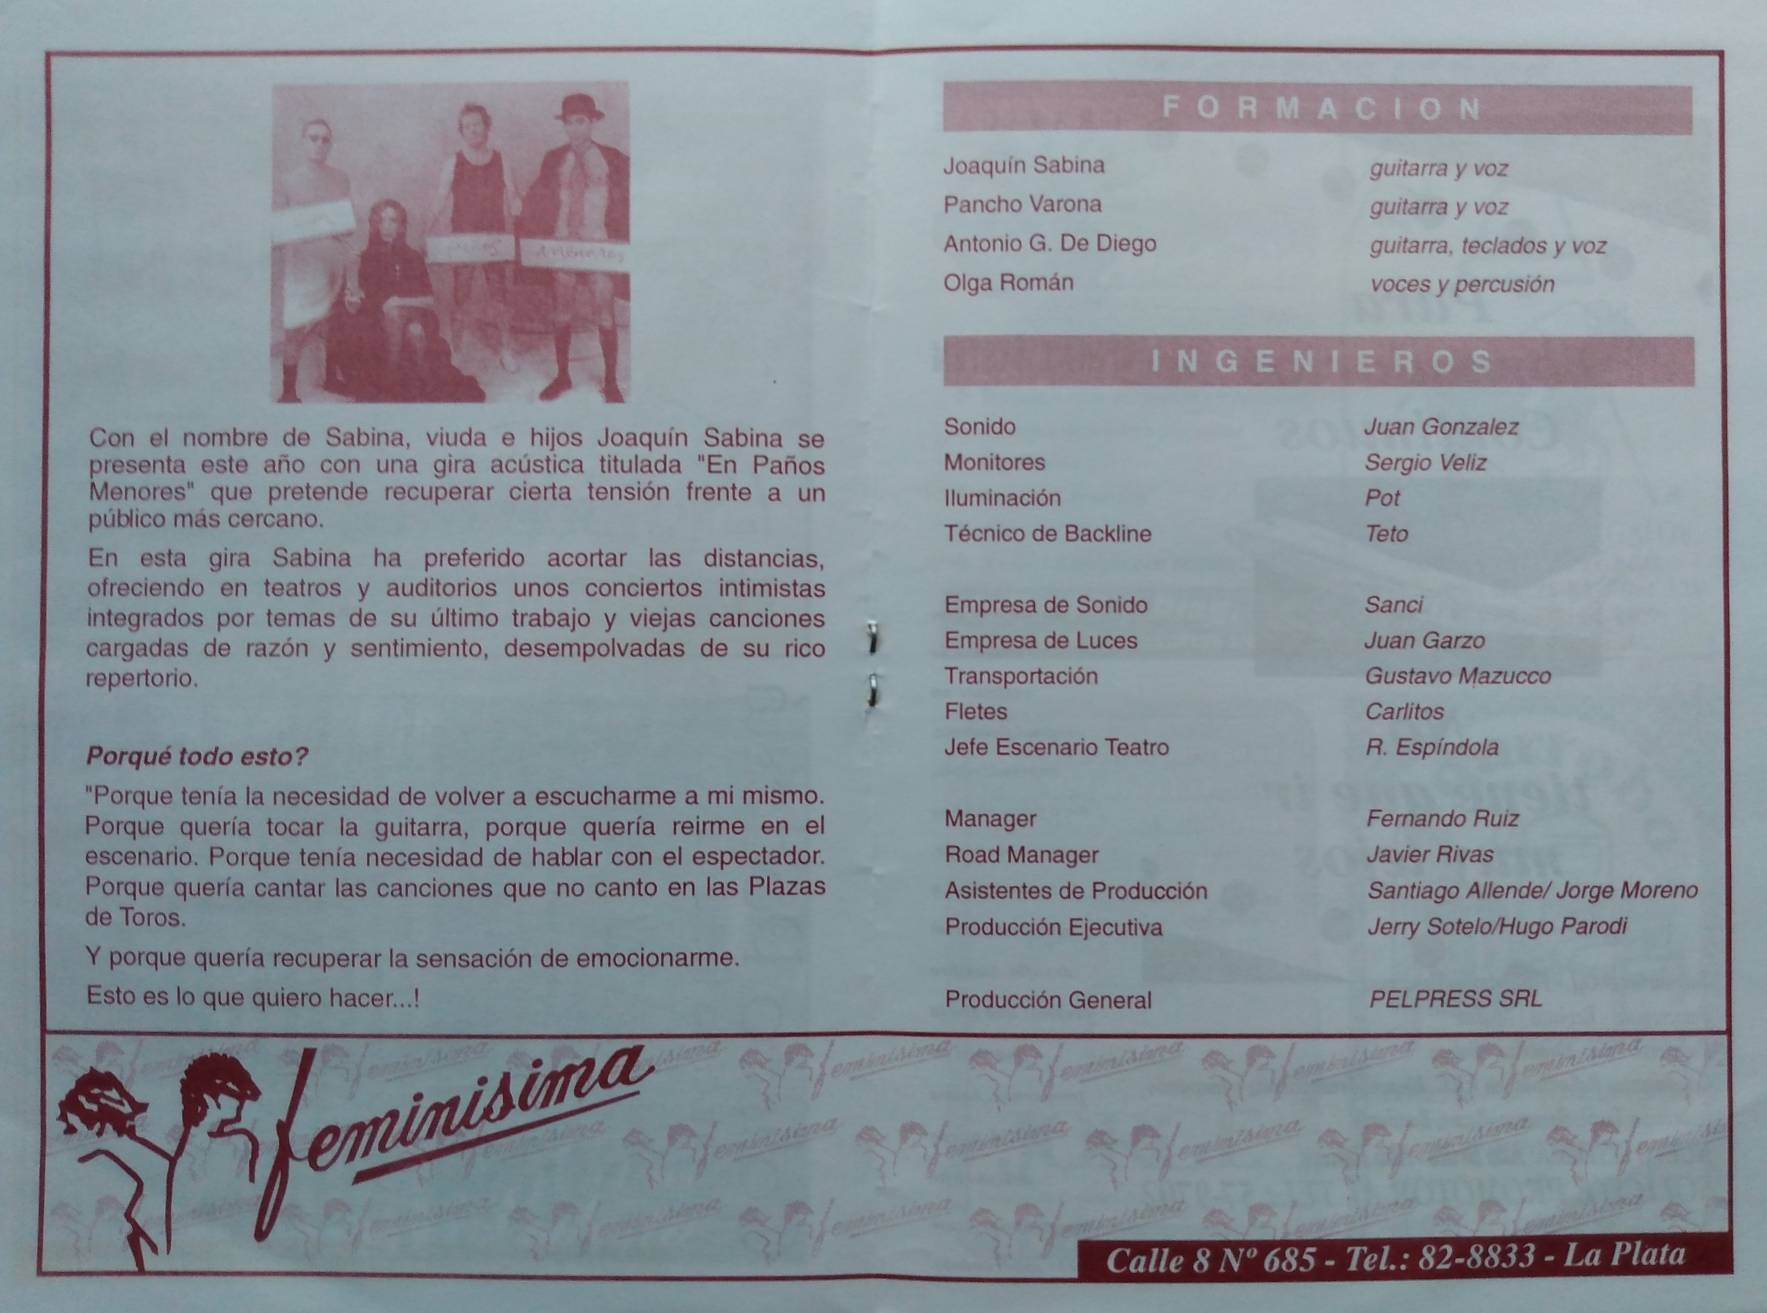 Con el nombre de Sabina, viuda e hijos Joaquín Sabina se
presenta este año con una gira acústica titulada "En Paños
Menores" que pretende recuperar cierta tensión frente a un
público más cercano.
En esta gira Sabina ha preferido acortar las distancias,
ofreciendo en teatros y auditorios unos conciertos intimistas
integrados por temas de su último trabajo y viejas canciones
cargadas de razón y sentimiento, desempolvadas de su rico
repertorio.
Porqué todo esto?
"Porque tenía la necesidad de volver a escucharme a mi mismo.
Porque quería tocar la guitarra, porque quería reirme en el
escenario. Porque tenía necesidad de hablar con el espectador.
Porque quería cantar las canciones que no canto en las Plazas
de Toros.
Y porque quería recuperar la sensación de emocionarme.
Esto es lo que quiero hacer...!
FORMACION
Joaquín Sabina guitarra y voz
Pancho Varona guitarra y voz
Antonio G. De Diego guitarra, teclados y voz
Olga Román voces y percusión
INGENIEROS
Sonido Juan Gonzalez
Monitores Sergio Veliz
Iluminación Pot
Técnico de Backline Teto
Empresa de Sonido Sanci
Empresa de Luces Juan Garzo
Transportación Gustavo Mazucco
Fletes Carlitos
Jefe Escenario Teatro R. Espíndola
Manager Fernando Ruiz
Road Manager Javier Rivas
Asistentes de Producción Santiago Allende/ Jorge Moreno
Producción Ejecutiva Jerry Sotelo/Hugo Parodi
Producción General PELPRESS SRL
feminisima
Calle 8 Nº 685 - Tel.: 82-8833 - La Plata